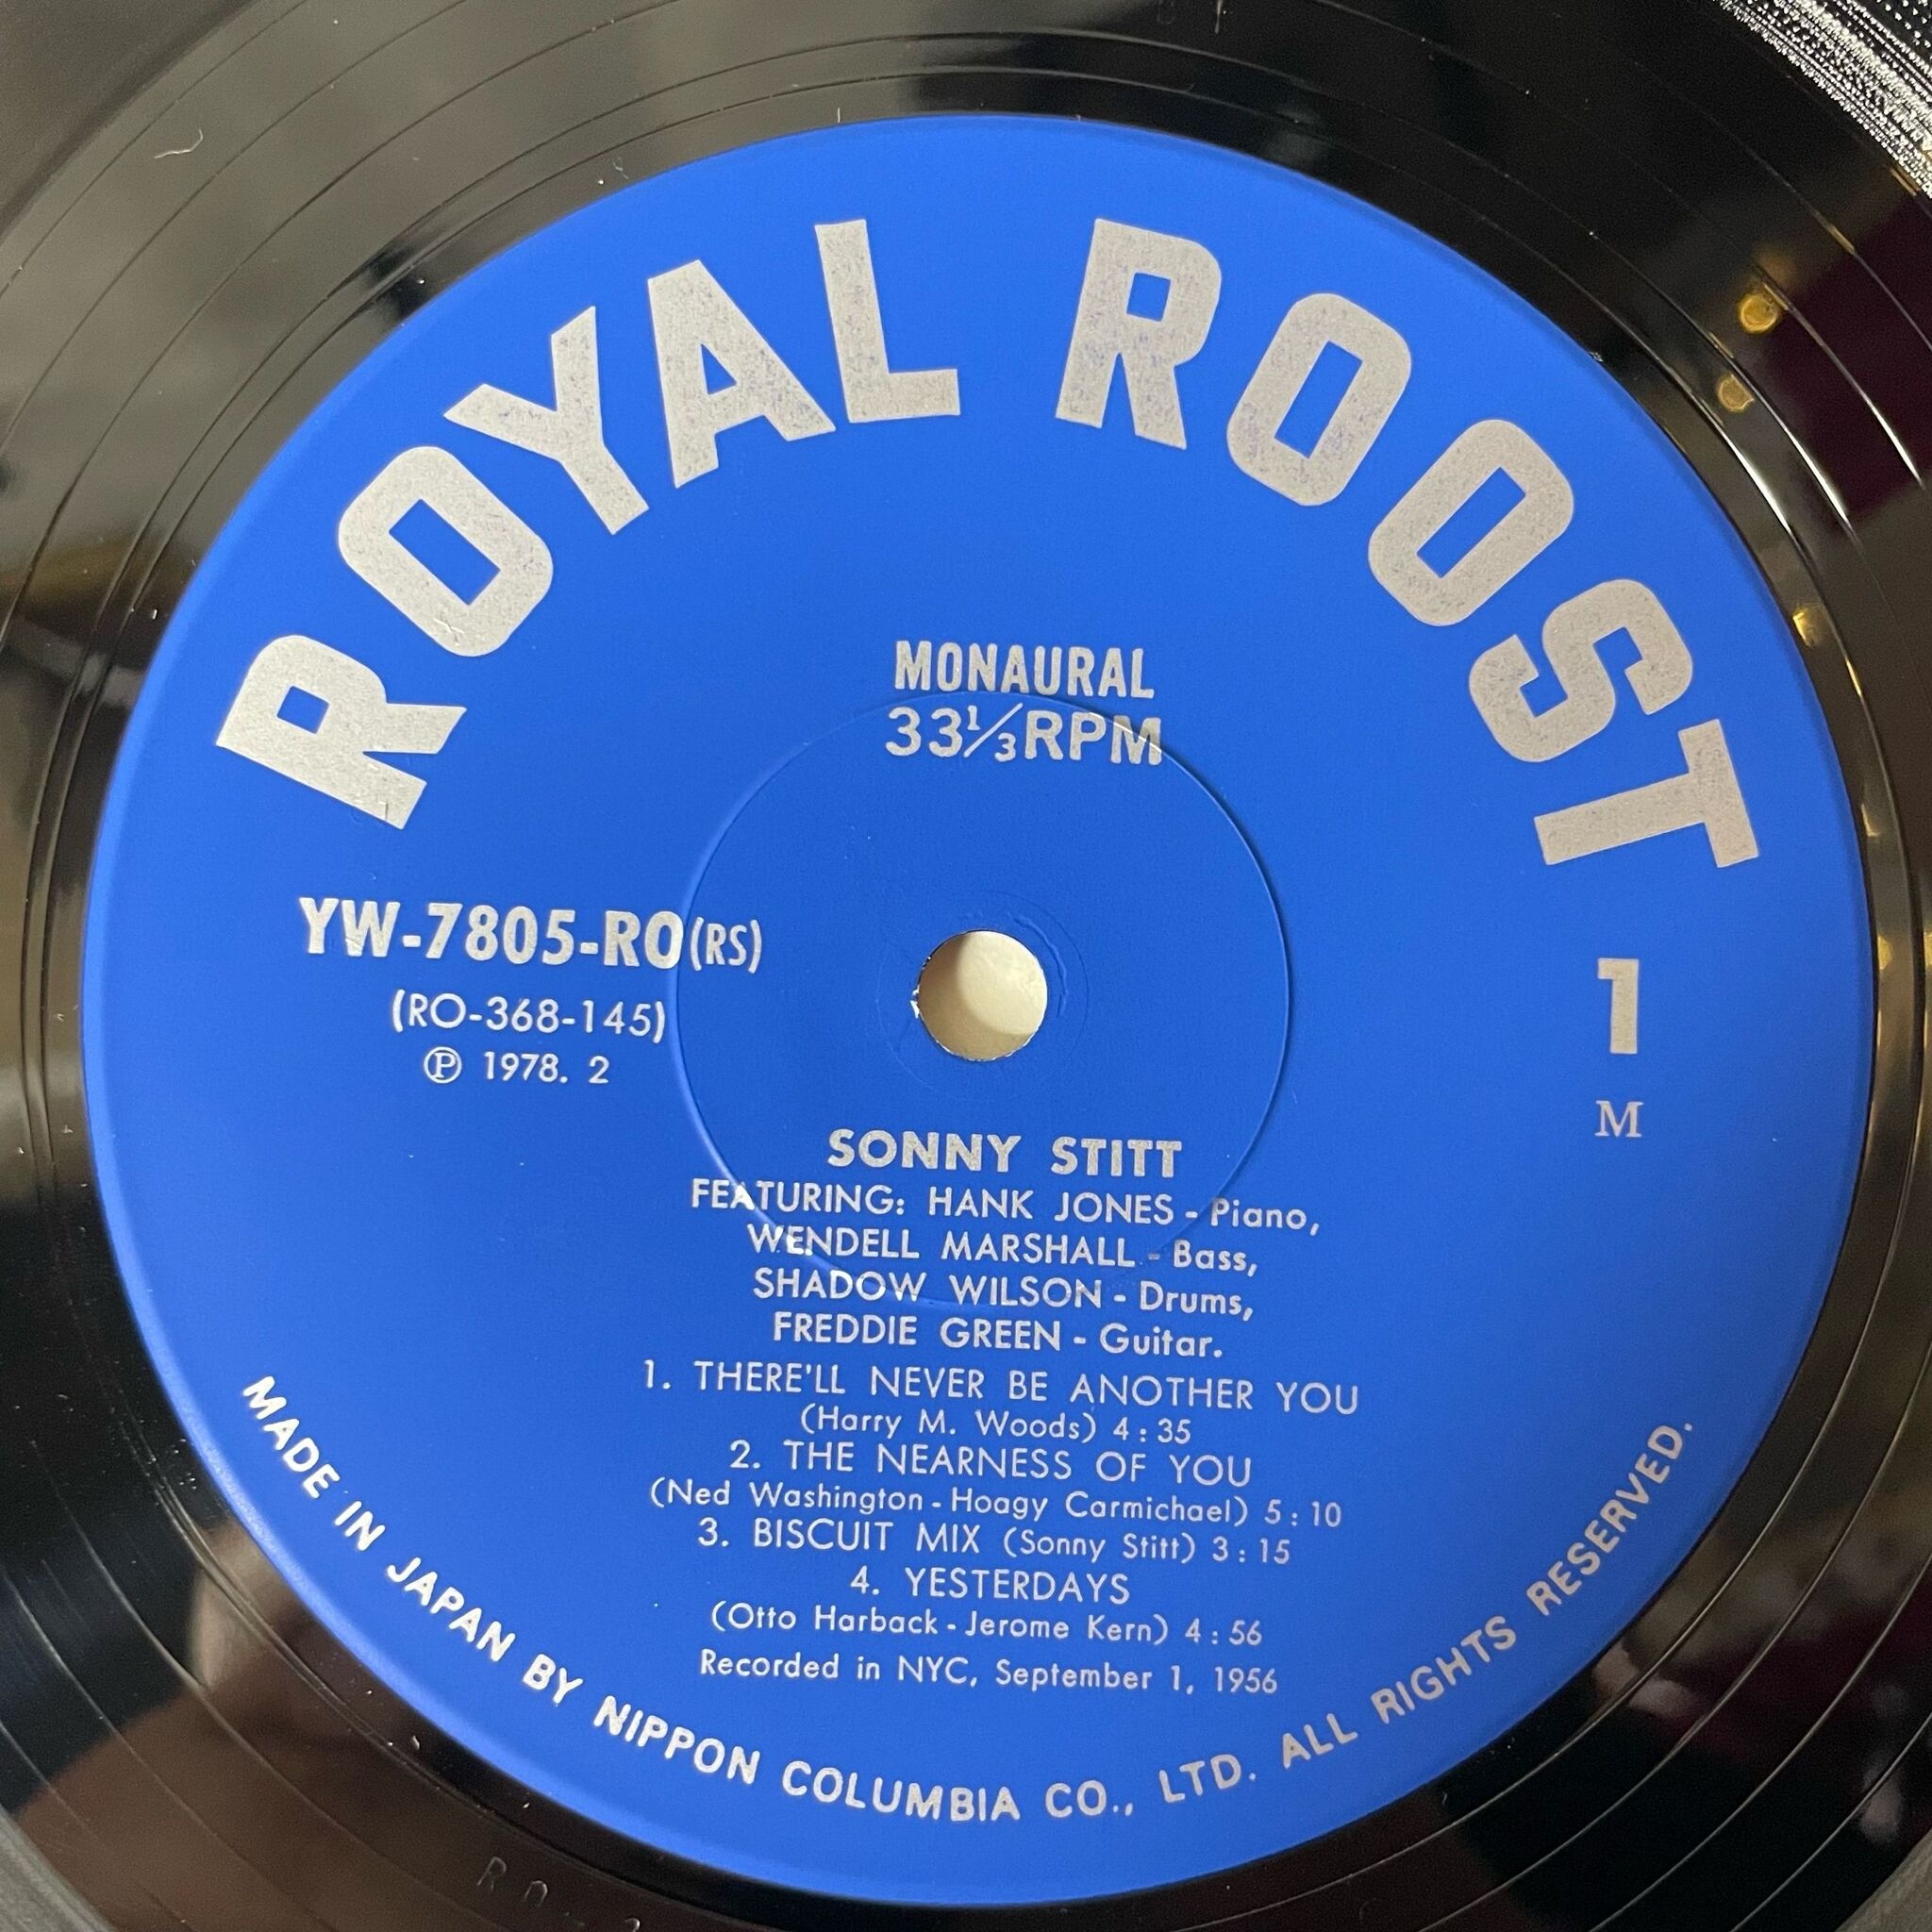 ROYAL ROOST
MONAURAL
33⅓RPM
YW-7805-RO(RS)
(RO-368-145)
Ⓟ 1978. 2
1
M
SONNY STITT
FEATURING: HANK JONES - Piano,
WENDELL MARSHALL - Bass,
SHADOW WILSON - Drums,
FREDDIE GREEN - Guitar.
1. THERE'LL NEVER BE ANOTHER YOU
(Harry M. Woods) 4:35
2. THE NEARNESS OF YOU
(Ned Washington - Hoagy Carmichael) 5:10
3. BISCUIT MIX (Sonny Stitt) 3:15
4. YESTERDAYS
(Otto Harback - Jerome Kern) 4:56
Recorded in NYC, September 1, 1956
MADE IN JAPAN BY NIPPON COLUMBIA CO., LTD. ALL RIGHTS RESERVED.